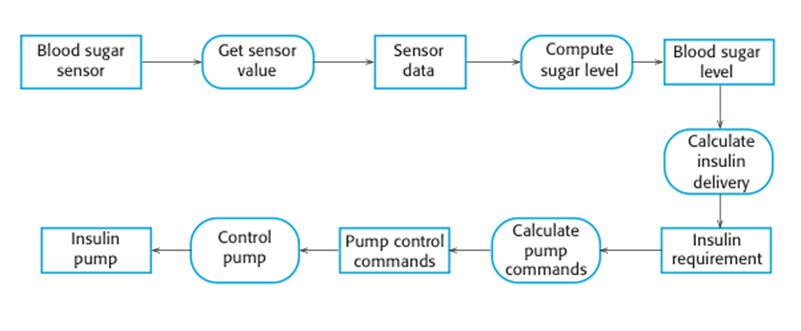 Blood sugar
sensor
Get sensor
value
Sensor
data
Compute
sugar level
Blood sugar
level
Calculate
insulin
delivery
Insulin
requirement
Calculate
pump
commands
Pump control
commands
Control
pump
Insulin
pump